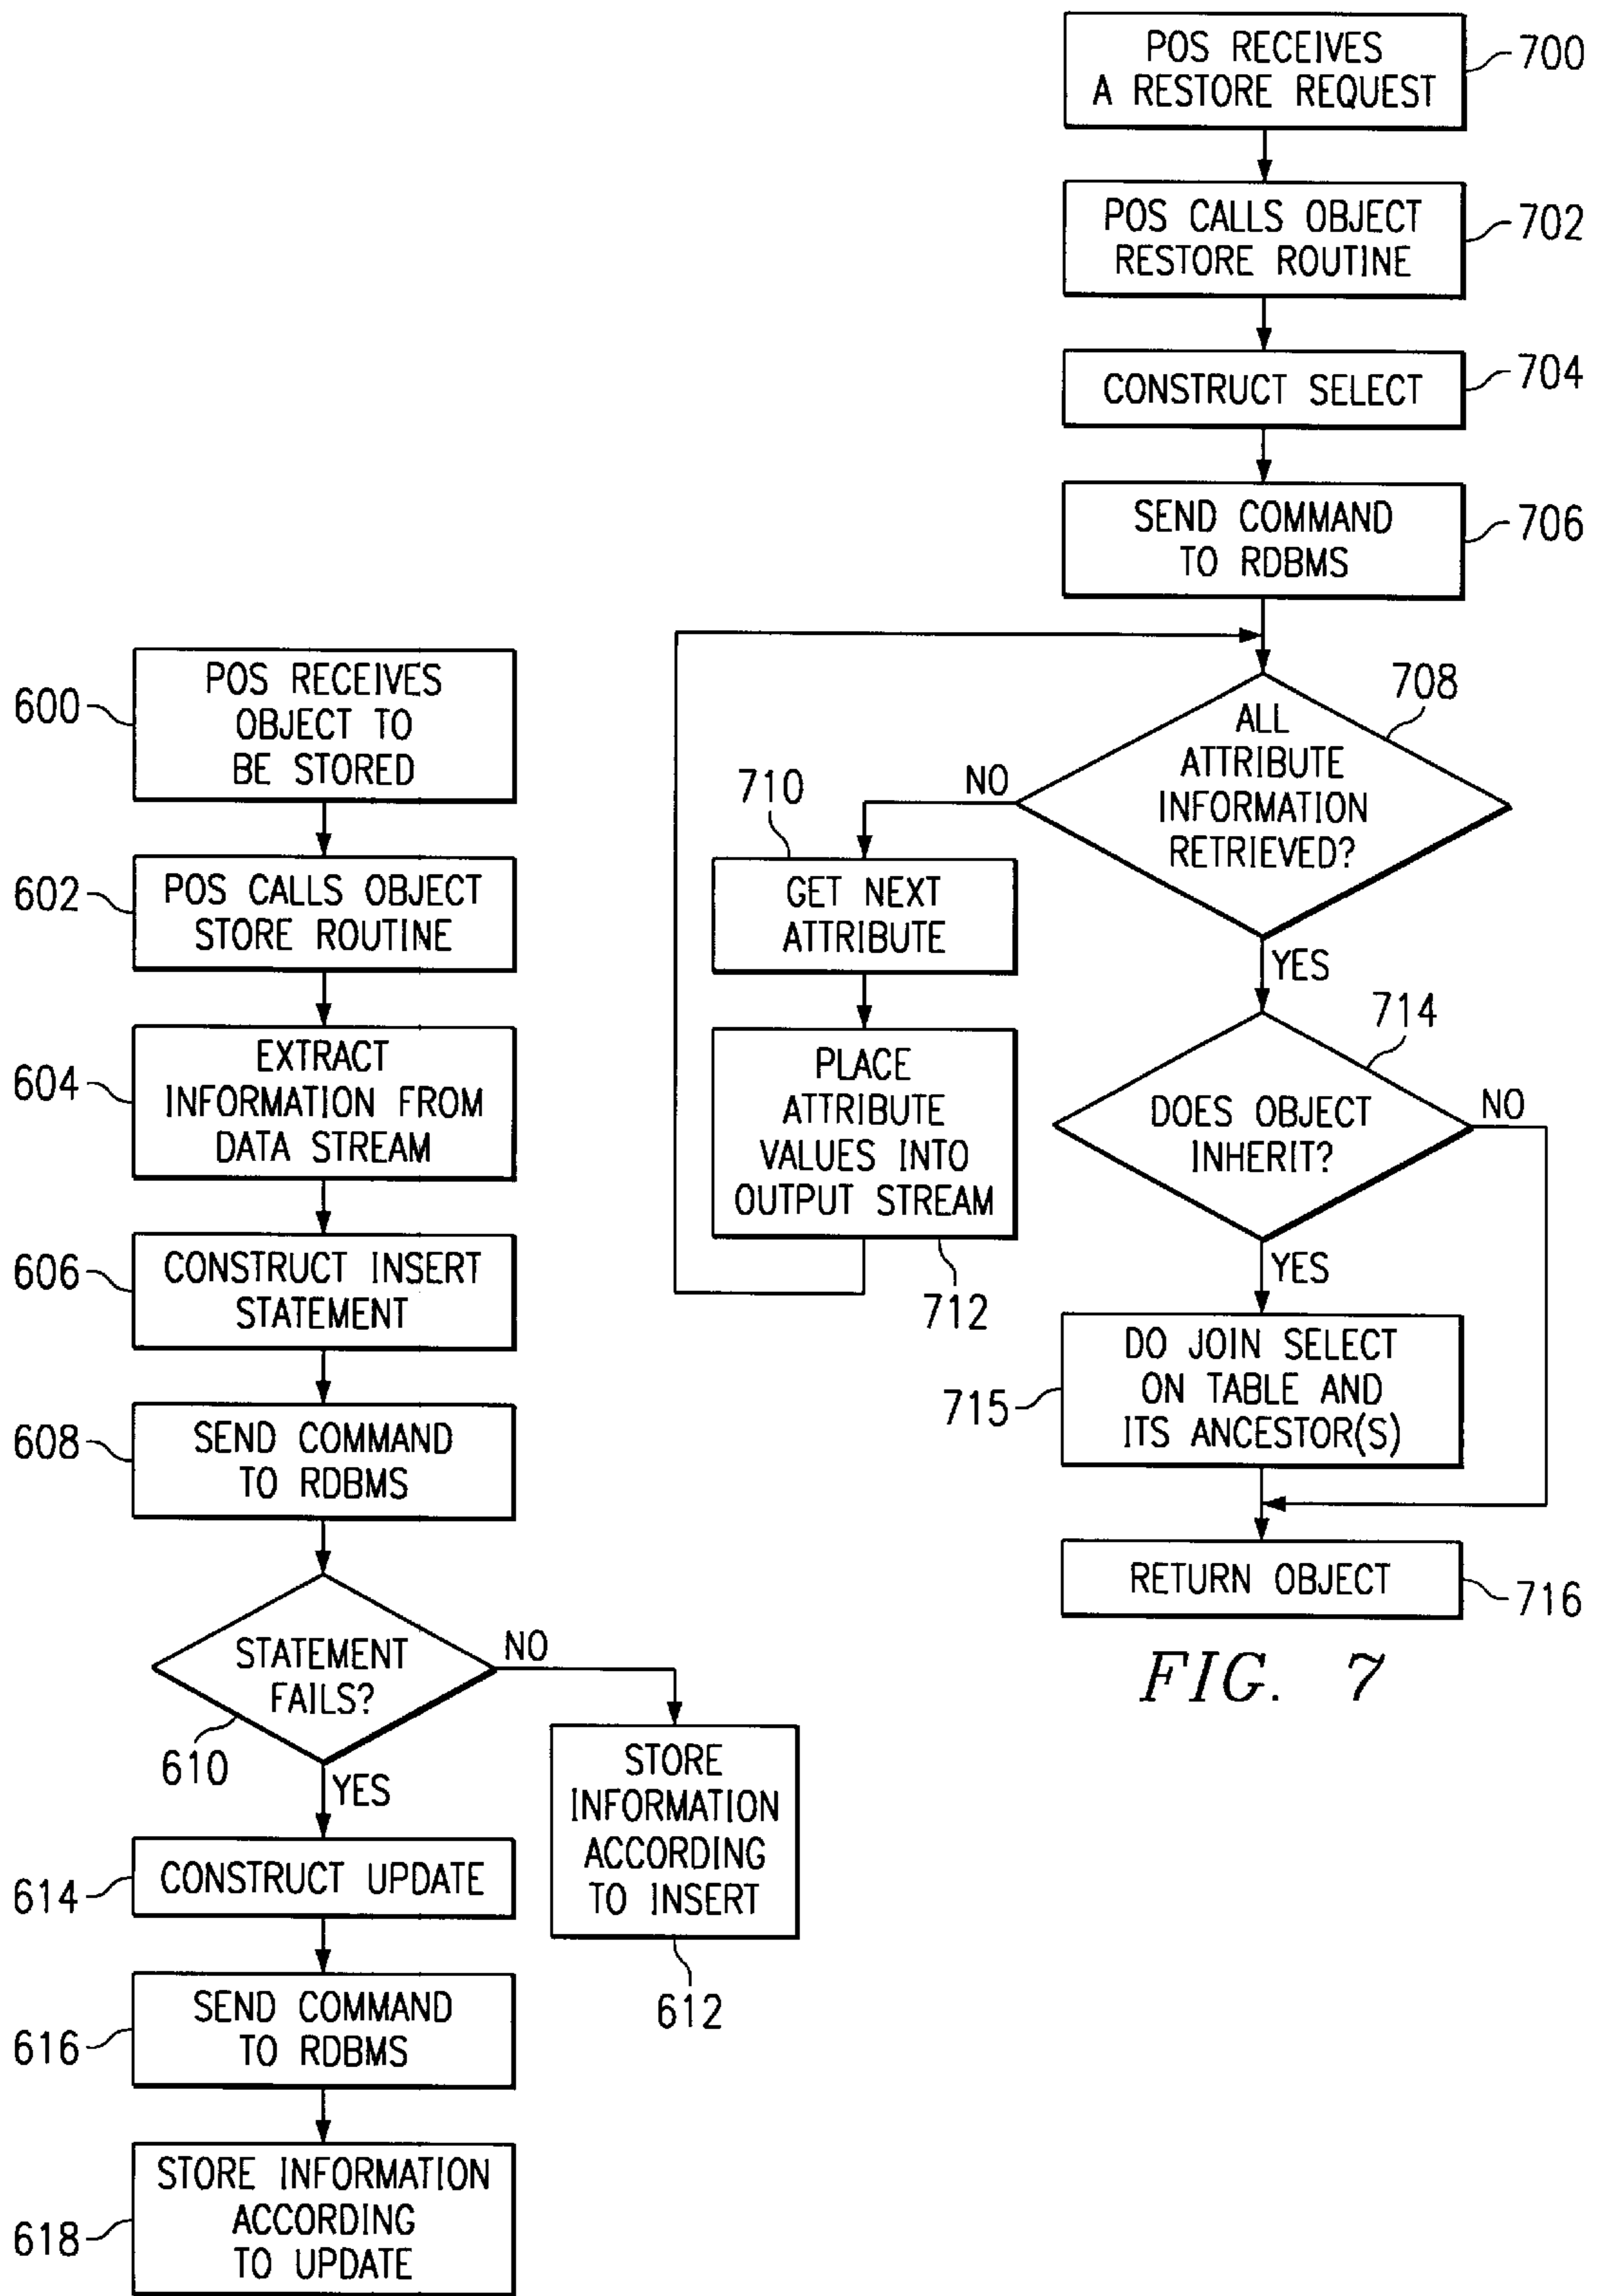 600
POS RECEIVES
OBJECT TO
BE STORED
602
POS CALLS OBJECT
STORE ROUTINE
604
EXTRACT
INFORMATION FROM
DATA STREAM
606
CONSTRUCT INSERT
STATEMENT
608
SEND COMMAND
TO RDBMS
STATEMENT
FAILS?
610
NO
YES
STORE
INFORMATION
ACCORDING
TO INSERT
612
614
CONSTRUCT UPDATE
616
SEND COMMAND
TO RDBMS
618
STORE INFORMATION
ACCORDING
TO UPDATE
POS RECEIVES
A RESTORE REQUEST
700
POS CALLS OBJECT
RESTORE ROUTINE
702
CONSTRUCT SELECT
704
SEND COMMAND
TO RDBMS
706
708
ALL
ATTRIBUTE
INFORMATION
RETRIEVED?
NO
710
GET NEXT
ATTRIBUTE
PLACE
ATTRIBUTE
VALUES INTO
OUTPUT STREAM
712
YES
714
DOES OBJECT
INHERIT?
NO
YES
715
DO JOIN SELECT
ON TABLE AND
ITS ANCESTOR(S)
RETURN OBJECT
716
FIG. 7